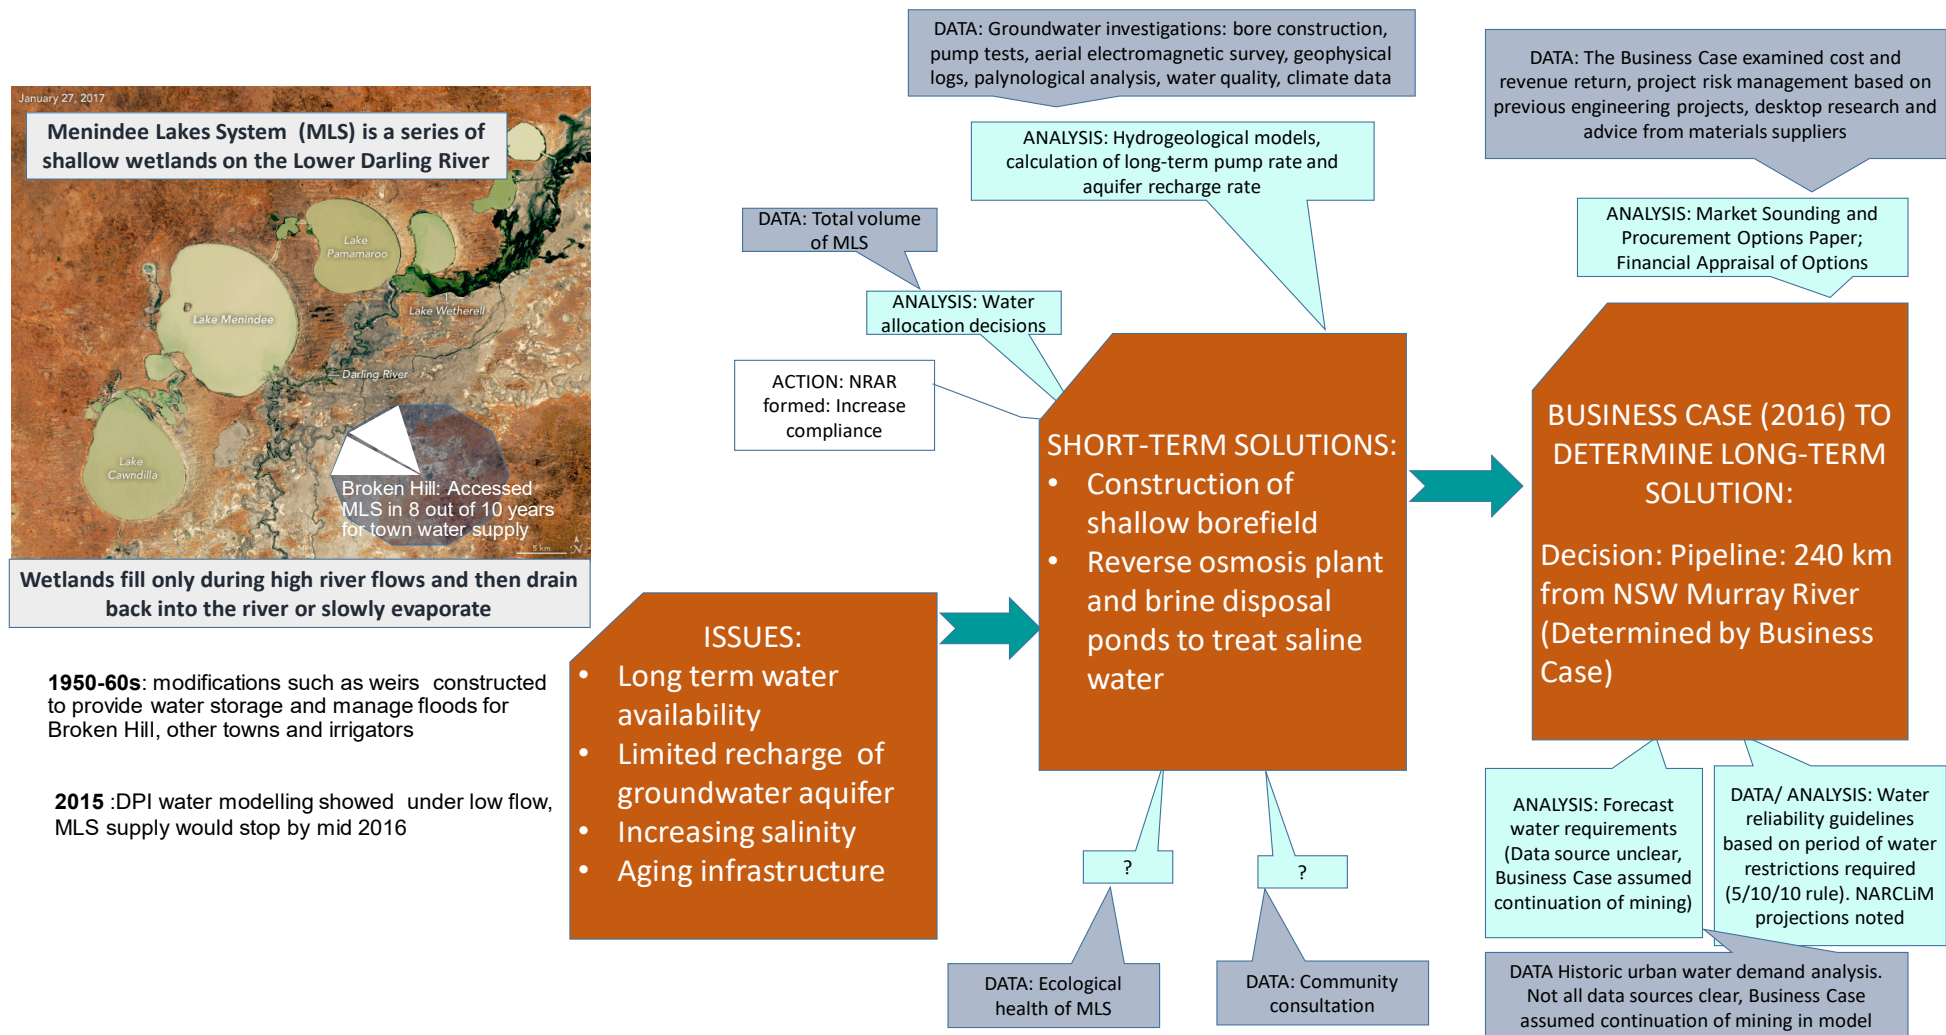 January 27, 2017
Menindee Lakes System (MLS) is a series of
shallow wetlands on the Lower Darling River
Lake
Pamamaroo
Lake Menindee
Lake Wetherell
Darling River
Lake
Cawndilla
Broken Hill: Accessed
MLS in 8 out of 10 years
for town water supply
5 km
N
Wetlands fill only during high river flows and then drain
back into the river or slowly evaporate
1950-60s: modifications such as weirs constructed
to provide water storage and manage floods for
Broken Hill, other towns and irrigators
2015 :DPI water modelling showed under low flow,
MLS supply would stop by mid 2016
ISSUES:
• Long term water
availability
• Limited recharge of
groundwater aquifer
• Increasing salinity
• Aging infrastructure
DATA: Groundwater investigations: bore construction,
pump tests, aerial electromagnetic survey, geophysical
logs, palynological analysis, water quality, climate data
ANALYSIS: Hydrogeological models,
calculation of long-term pump rate and
aquifer recharge rate
DATA: Total volume
of MLS
ANALYSIS: Water
allocation decisions
ACTION: NRAR
formed: Increase
compliance
SHORT-TERM SOLUTIONS:
• Construction of
shallow borefield
• Reverse osmosis plant
and brine disposal
ponds to treat saline
water
?
?
DATA: Ecological
health of MLS
DATA: Community
consultation
DATA: The Business Case examined cost and
revenue return, project risk management based on
previous engineering projects, desktop research and
advice from materials suppliers
ANALYSIS: Market Sounding and
Procurement Options Paper;
Financial Appraisal of Options
BUSINESS CASE (2016) TO
DETERMINE LONG-TERM
SOLUTION:
Decision: Pipeline: 240 km
from NSW Murray River
(Determined by Business
Case)
ANALYSIS: Forecast
water requirements
(Data source unclear,
Business Case assumed
continuation of mining)
DATA/ ANALYSIS: Water
reliability guidelines
based on period of water
restrictions required
(5/10/10 rule). NARCLiM
projections noted
DATA Historic urban water demand analysis.
Not all data sources clear, Business Case
assumed continuation of mining in model